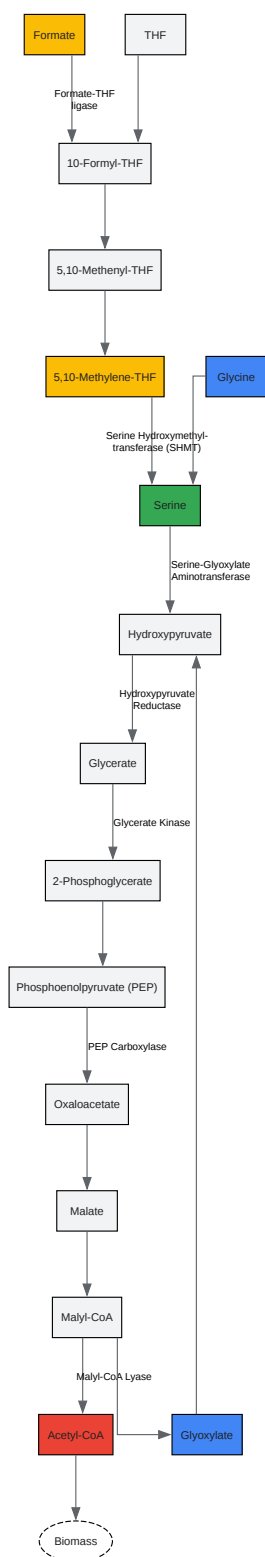 Formate
THF
Formate-THF
ligase
10-Formyl-THF
5,10-Methenyl-THF
5,10-Methylene-THF
Glycine
Serine Hydroxymethyl-
transferase (SHMT)
Serine
Serine-Glyoxylate
Aminotransferase
Hydroxypyruvate
Hydroxypyruvate
Reductase
Glycerate
Glycerate Kinase
2-Phosphoglycerate
Phosphoenolpyruvate (PEP)
PEP Carboxylase
Oxaloacetate
Malate
Malyl-CoA
Malyl-CoA Lyase
Acetyl-CoA
Glyoxylate
Biomass